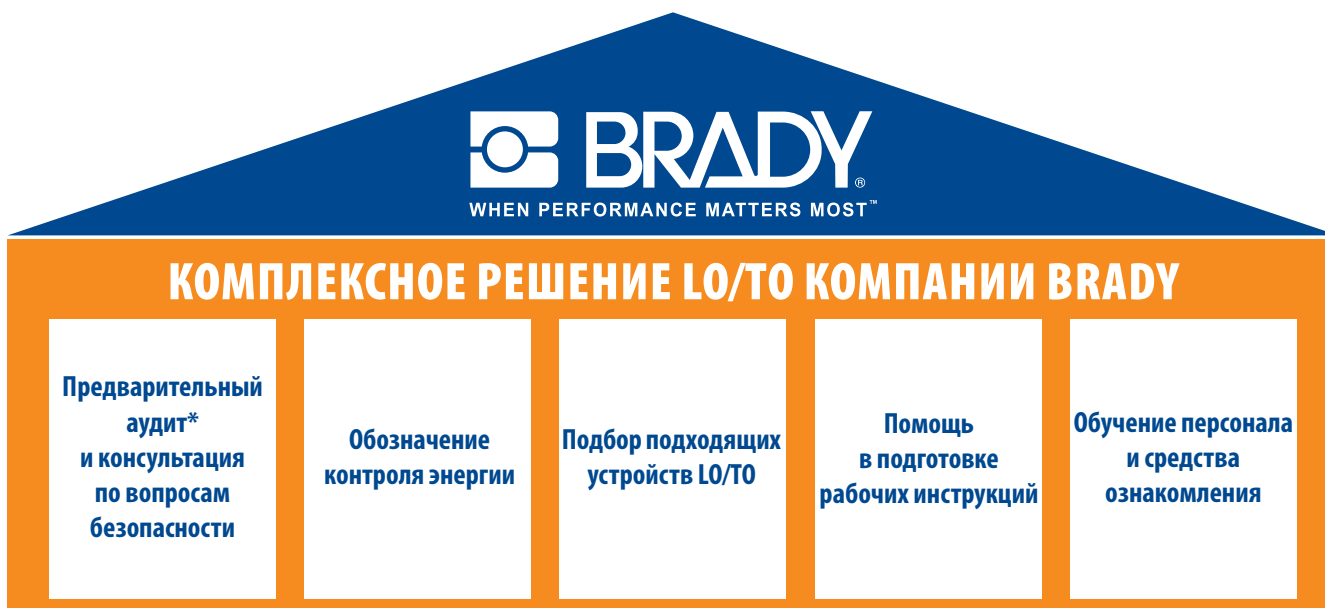 BRADY®
WHEN PERFORMANCE MATTERS MOST™
КОМПЛЕКСНОЕ РЕШЕНИЕ LO/TO КОМПАНИИ BRADY
Предварительный
аудит*
и консультация
по вопросам
безопасности
Обозначение
контроля энергии
Подбор подходящих
устройств LO/TO
Помощь
в подготовке
рабочих инструкций
Обучение персонала
и средства
ознакомления